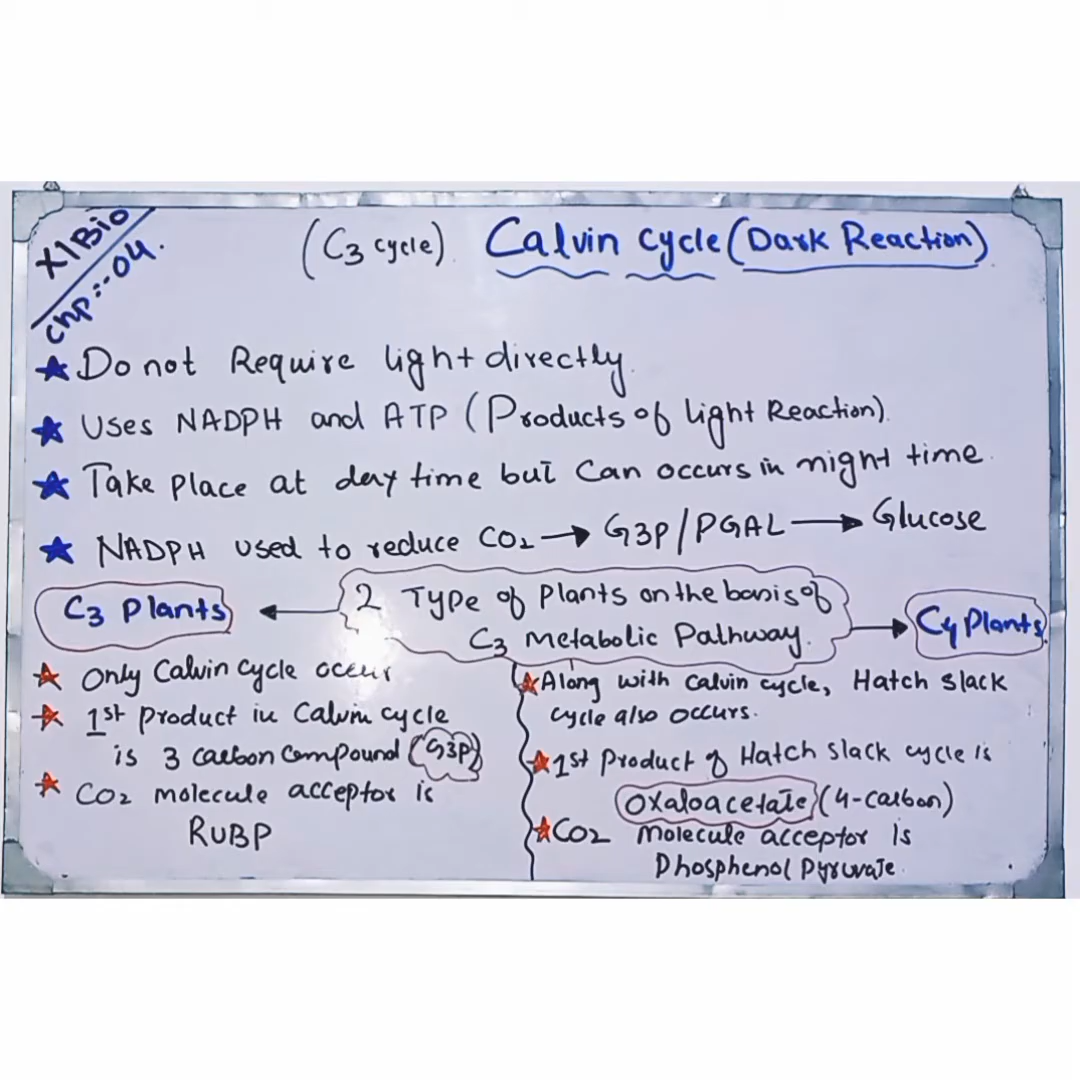 XI Bio
Chp:-04.
(C3 cycle). Calvin cycle (Dark Reaction)
Do not Require light directly.
Uses NADPH and ATP (Products of light Reaction).
Take place at day time but can occurs in night time.
NADPH used to reduce CO2 → G3P/PGAL → Glucose
C3 Plants ← 2 Type of Plants on the basis of
C3 Metabolic Pathway. → C4 Plants
Only Calvin cycle occur
1st product in Calvin cycle
is 3 carbon compound (G3P)
CO2 molecule acceptor is
RUBP
Along with calvin cycle, Hatch slack
cycle also occurs.
1st Product of Hatch slack cycle is
Oxaloacetate (4-carbon)
CO2 molecule acceptor is
Phosphenol Pyruvate.